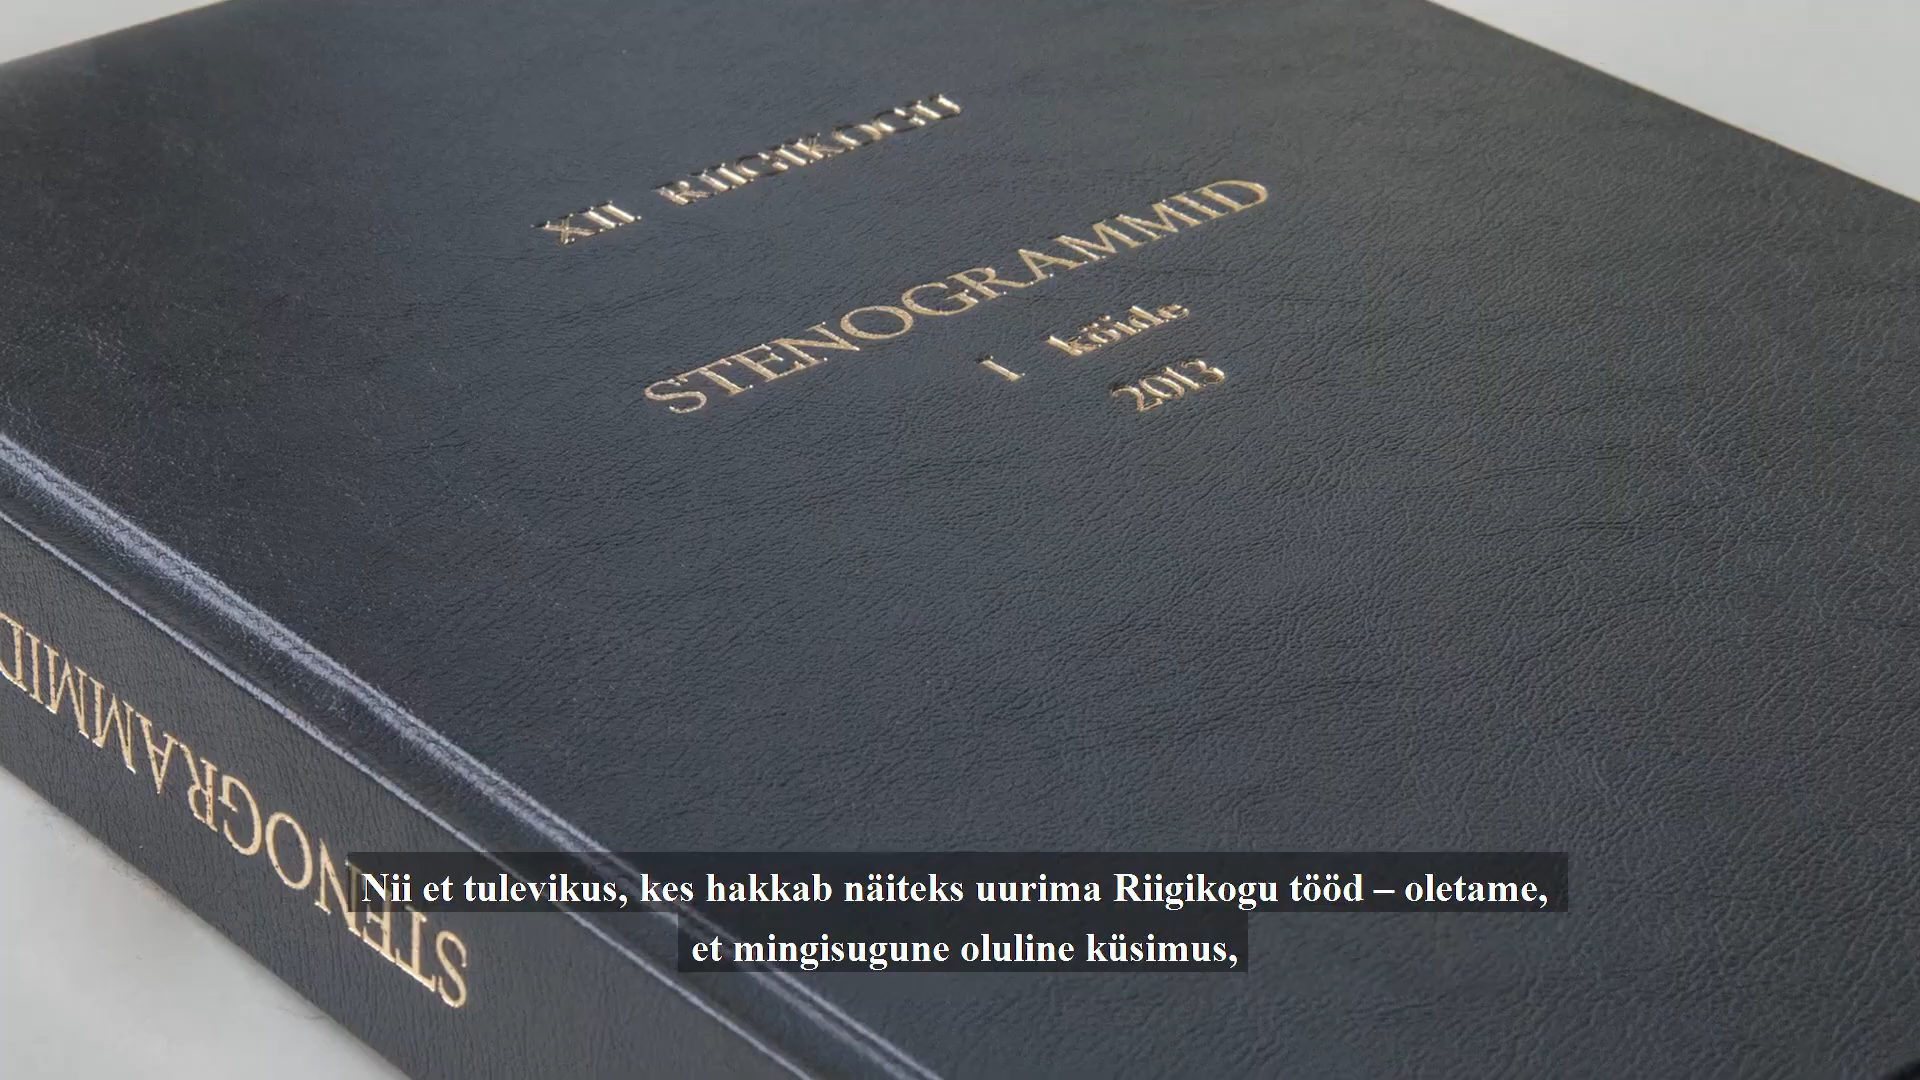 XII RIIGIKOGU
STENOGRAMMID
I köide
2013
STENOGRAMMID
Nii et tulevikus, kes hakkab näiteks uurima Riigikogu tööd – oletame,
et mingisugune oluline küsimus,